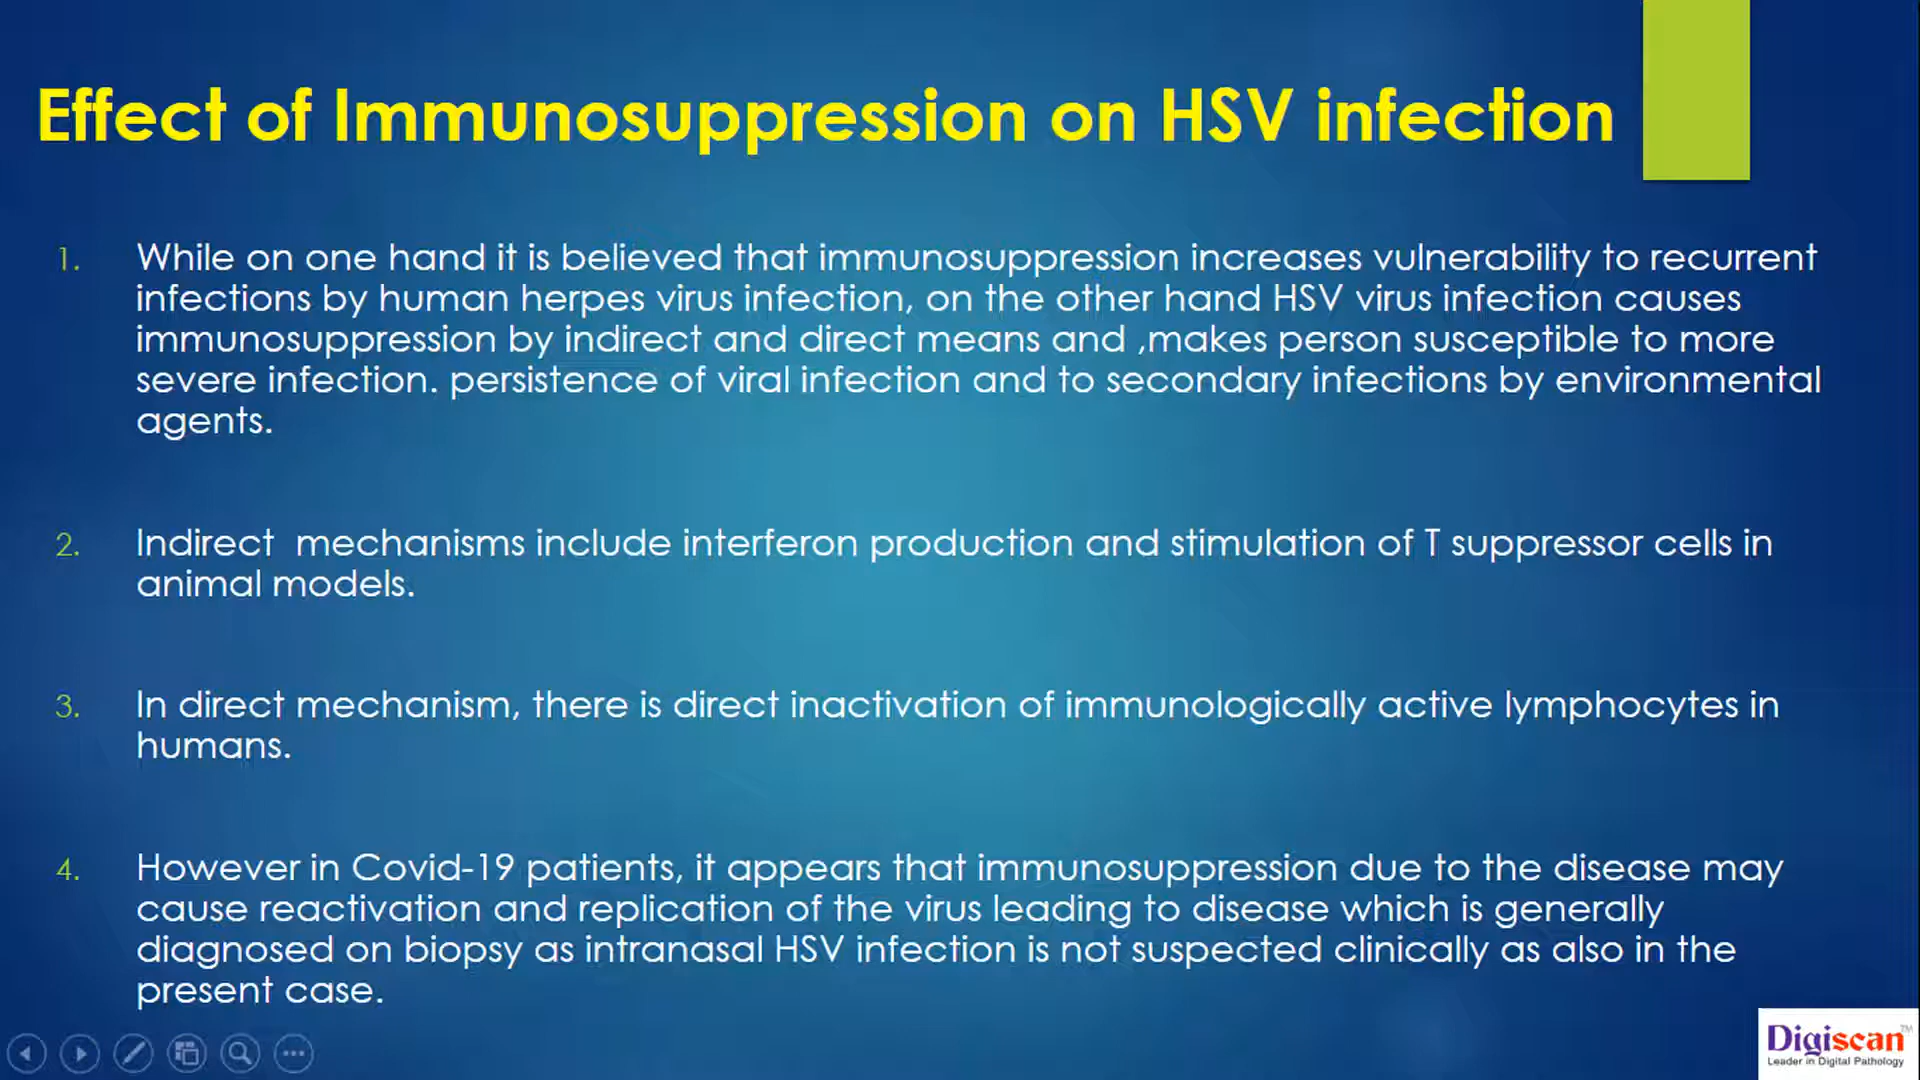 Effect of Immunosuppression on HSV infection
1. While on one hand it is believed that immunosuppression increases vulnerability to recurrent
infections by human herpes virus infection, on the other hand HSV virus infection causes
immunosuppression by indirect and direct means and ,makes person susceptible to more
severe infection. persistence of viral infection and to secondary infections by environmental
agents.
2. Indirect  mechanisms include interferon production and stimulation of T suppressor cells in
animal models.
3. In direct mechanism, there is direct inactivation of immunologically active lymphocytes in
humans.
4. However in Covid-19 patients, it appears that immunosuppression due to the disease may
cause reactivation and replication of the virus leading to disease which is generally
diagnosed on biopsy as intranasal HSV infection is not suspected clinically as also in the
present case.
Digiscan™
Leader in Digital Pathology